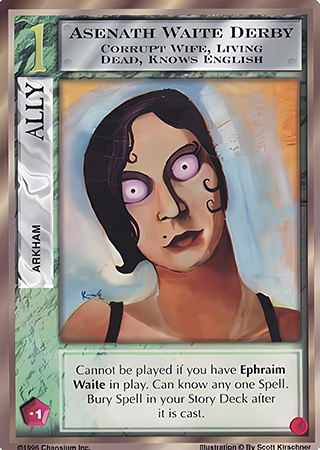 1
ASENATH WAITE DERBY
CORRUPT WIFE, LIVING
DEAD, KNOWS ENGLISH
ALLY
ARKHAM
Cannot be played if you have Ephraim
Waite in play. Can know any one Spell.
Bury Spell in your Story Deck after
it is cast.
-1
©1996 Chaosium Inc.
Illustration © By Scott Kirschner